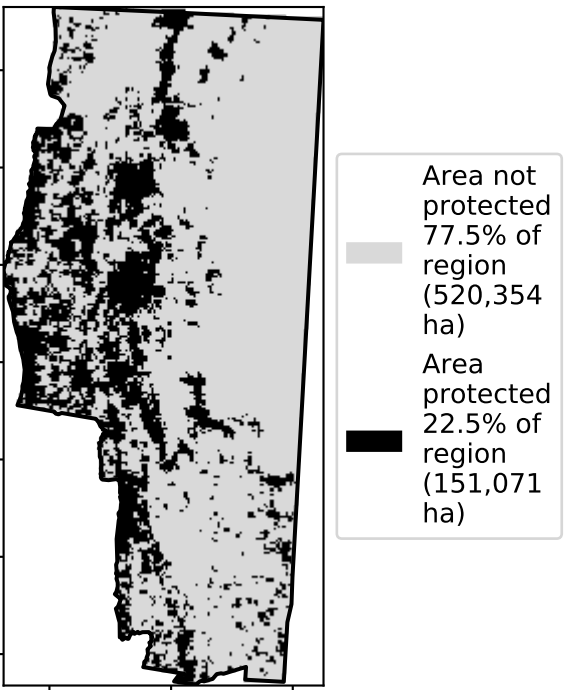 Area not
protected
77.5% of
region
(520,354
ha)
Area
protected
22.5% of
region
(151,071
ha)